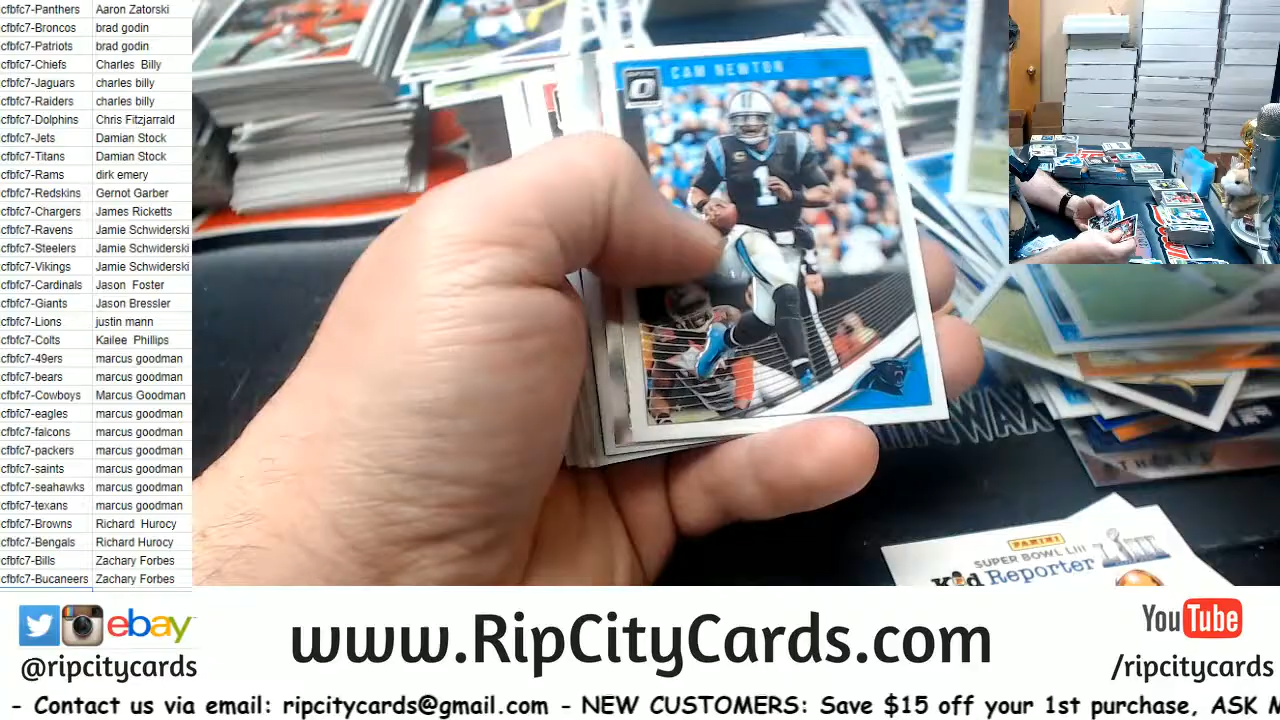 cfbfc7-Panthers Aaron Zatorski
cfbfc7-Broncos brad godin
cfbfc7-Patriots brad godin
cfbfc7-Chiefs Charles Billy
cfbfc7-Jaguars charles billy
cfbfc7-Raiders charles billy
cfbfc7-Dolphins Chris Fitzjarrald
cfbfc7-Jets Damian Stock
cfbfc7-Titans Damian Stock
cfbfc7-Rams dirk emery
cfbfc7-Redskins Gernot Garber
cfbfc7-Chargers James Ricketts
cfbfc7-Ravens Jamie Schwiderski
cfbfc7-Steelers Jamie Schwiderski
cfbfc7-Vikings Jamie Schwiderski
cfbfc7-Cardinals Jason Foster
cfbfc7-Giants Jason Bressler
cfbfc7-Lions justin mann
cfbfc7-Colts Kailee Phillips
cfbfc7-49ers marcus goodman
cfbfc7-bears marcus goodman
cfbfc7-Cowboys Marcus Goodman
cfbfc7-eagles marcus goodman
cfbfc7-falcons marcus goodman
cfbfc7-packers marcus goodman
cfbfc7-saints marcus goodman
cfbfc7-seahawks marcus goodman
cfbfc7-texans marcus goodman
cfbfc7-Browns Richard Hurocy
cfbfc7-Bengals Richard Hurocy
cfbfc7-Bills Zachary Forbes
cfbfc7-Bucaneers Zachary Forbes
CAM NEWTON
1
PANINI
SUPER BOWL LIII
Kid Reporter
LIII
ebay
@ripcitycards
www.RipCityCards.com
YouTube
/ripcitycards
- Contact us via email: ripcitycards@gmail.com - NEW CUSTOMERS: Save $15 off your 1st purchase, ASK M